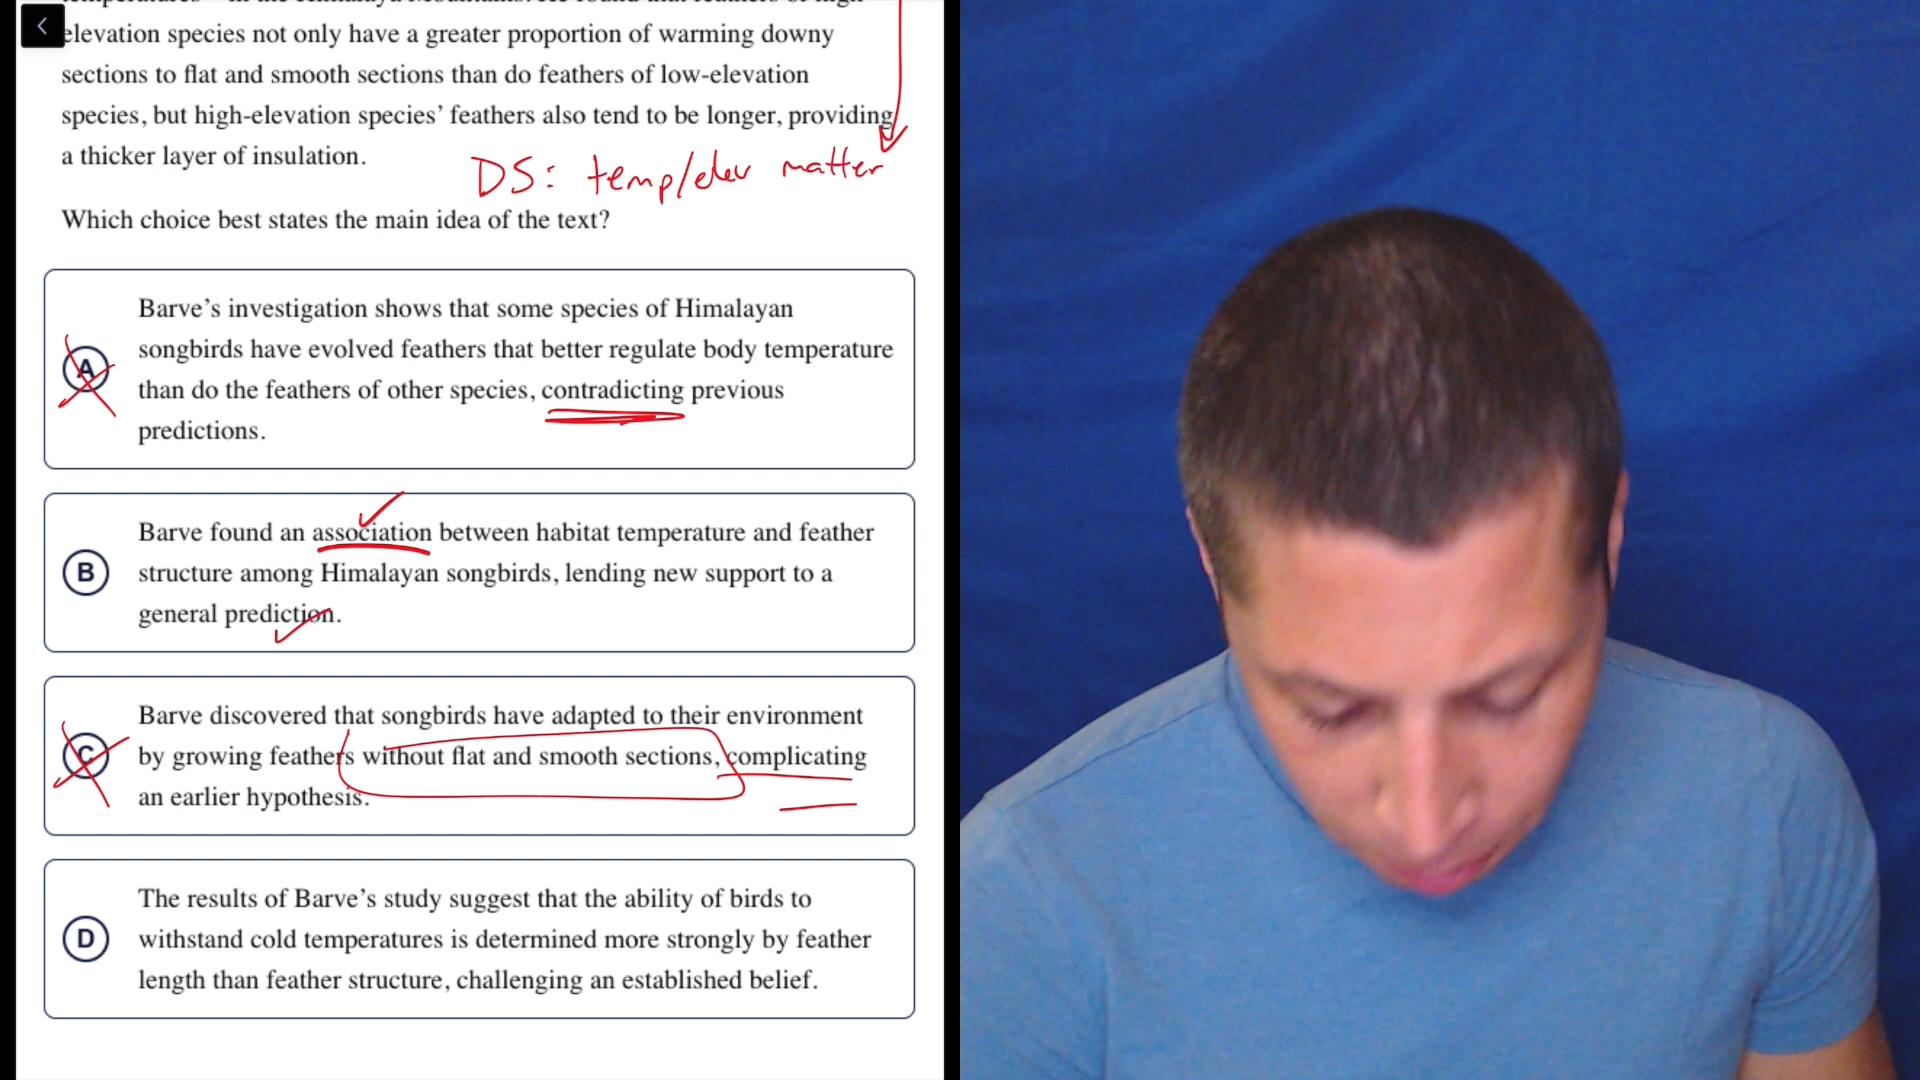 elevation species not only have a greater proportion of warming downy
sections to flat and smooth sections than do feathers of low-elevation
species, but high-elevation species’ feathers also tend to be longer, providing
a thicker layer of insulation.
DS: temp/elev matter
Which choice best states the main idea of the text?
A
Barve’s investigation shows that some species of Himalayan
songbirds have evolved feathers that better regulate body temperature
than do the feathers of other species, contradicting previous
predictions.
B
Barve found an association between habitat temperature and feather
structure among Himalayan songbirds, lending new support to a
general prediction.
C
Barve discovered that songbirds have adapted to their environment
by growing feathers without flat and smooth sections, complicating
an earlier hypothesis.
D
The results of Barve’s study suggest that the ability of birds to
withstand cold temperatures is determined more strongly by feather
length than feather structure, challenging an established belief.